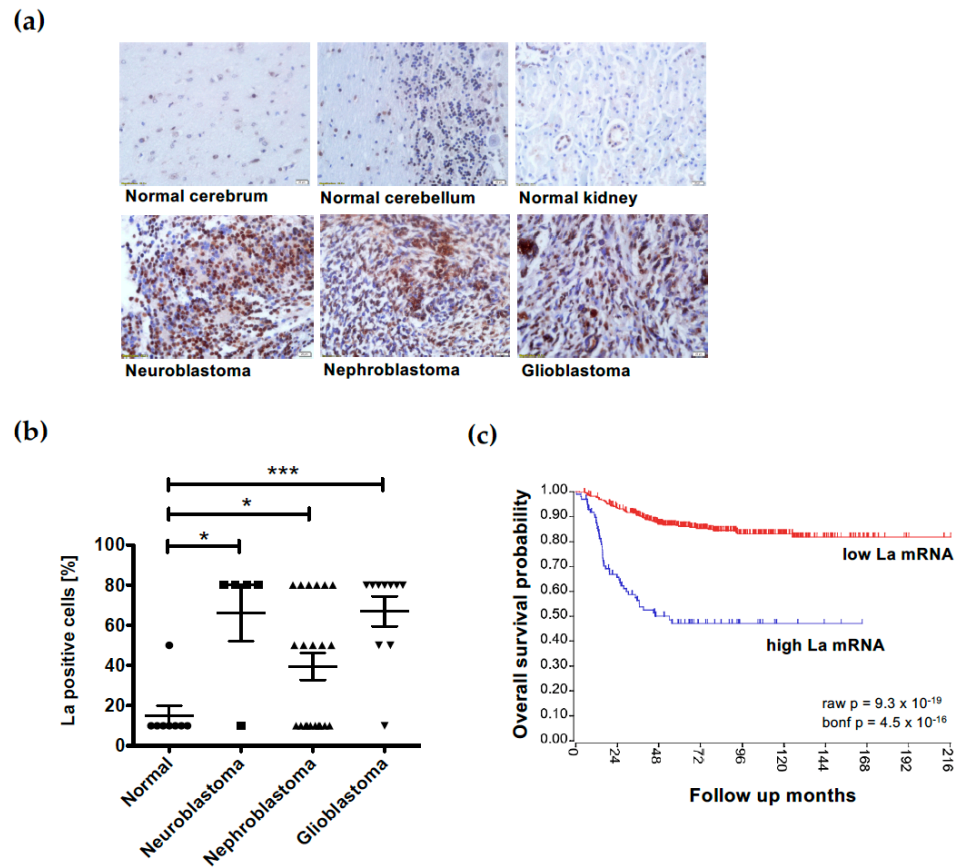 (a)
Normal cerebrum Normal cerebellum Normal kidney
Neuroblastoma Nephroblastoma Glioblastoma
(b)
***
*
*
La positive cells [%]
100
80
60
40
20
0
Normal
Neuroblastoma
Nephroblastoma
Glioblastoma
(c)
Overall survival probability
1.00
0.90
0.80
0.70
0.60
0.50
0.40
0.30
0.20
0.10
0.00
low La mRNA
high La mRNA
raw p = 9.3 x 10-19
bonf p = 4.5 x 10-16
0 24 48 72 96 120 144 168 192 216
Follow up months